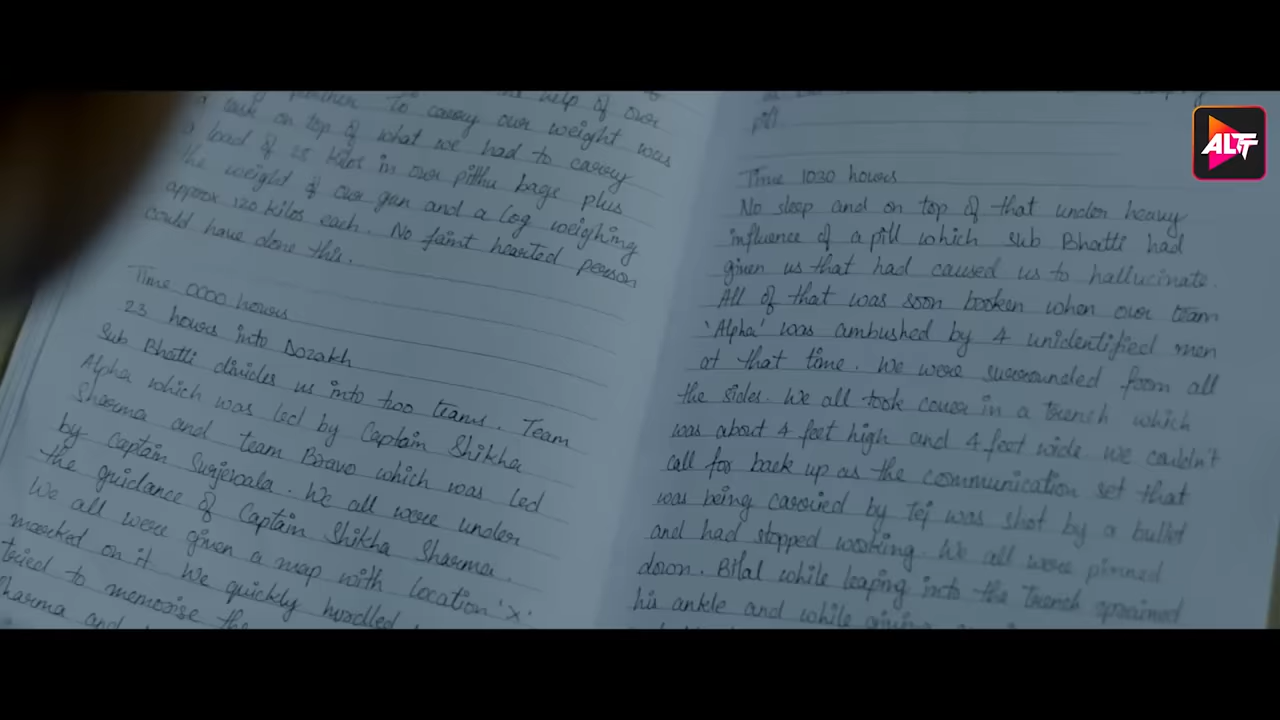 help of our
to carry our weight was
on top of what we had to carry
load of 25 kilos in our pitthu bags plus
the weight of our gun and a log weighing
approx 120 kilos each. No faint hearted person
could have done this.
Time 0000 hours
23 hours into Dozakh
Sub Bhatti divides us into two teams. Team
Alpha which was led by Captain Shikha
Sharma and team Bravo which was led
by Captain Surjewala. We all were under
the guidance of Captain Shikha Sharma.
We all were given a map with location 'x'
marked on it. We quickly huddled
tried to memorise the
Sharma and
pill
Time 1030 hours
No sleep and on top of that under heavy
influence of a pill which sub Bhatti had
given us that had caused us to hallucinate.
All of that was soon broken when our team
'Alpha' was ambushed by 4 unidentified men
at that time. We were surrounded from all
the sides. We all took cover in a trench which
was about 4 feet high and 4 feet wide we couldn't
call for back up as the communication set that
was being carried by Tej was shot by a bullet
and had stopped working. We all were pinned
down. Bilal while leaping into the trench sprained
his ankle and while giving
ALTT